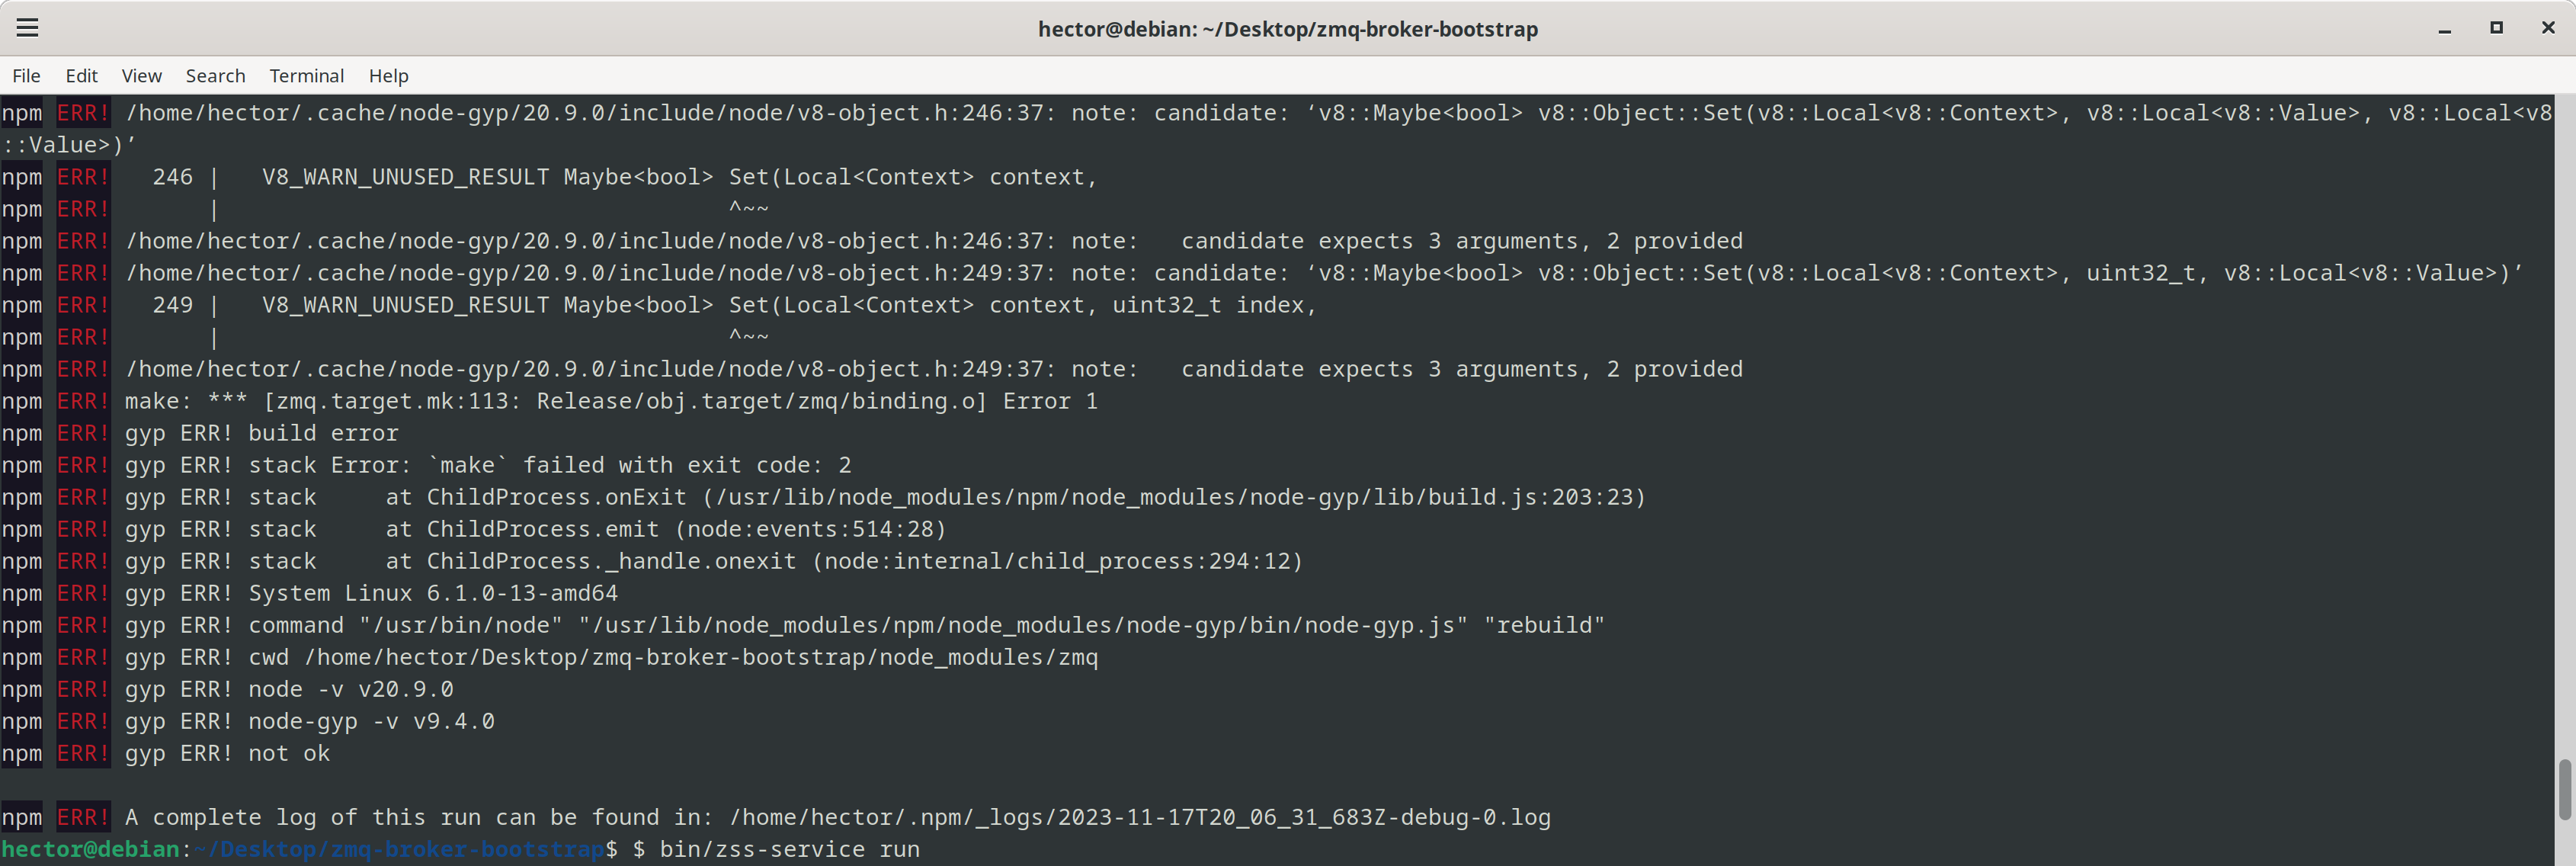 hector@debian: ~/Desktop/zmq-broker-bootstrap
File Edit View Search Terminal Help
npm ERR! /home/hector/.cache/node-gyp/20.9.0/include/node/v8-object.h:246:37: note: candidate: ‘v8::Maybe<bool> v8::Object::Set(v8::Local<v8::Context>, v8::Local<v8::Value>, v8::Local<v8
::Value>)’
npm ERR!   246 |   V8_WARN_UNUSED_RESULT Maybe<bool> Set(Local<Context> context,
npm ERR!       |                                     ^~~
npm ERR! /home/hector/.cache/node-gyp/20.9.0/include/node/v8-object.h:246:37: note:   candidate expects 3 arguments, 2 provided
npm ERR! /home/hector/.cache/node-gyp/20.9.0/include/node/v8-object.h:249:37: note: candidate: ‘v8::Maybe<bool> v8::Object::Set(v8::Local<v8::Context>, uint32_t, v8::Local<v8::Value>)’
npm ERR!   249 |   V8_WARN_UNUSED_RESULT Maybe<bool> Set(Local<Context> context, uint32_t index,
npm ERR!       |                                     ^~~
npm ERR! /home/hector/.cache/node-gyp/20.9.0/include/node/v8-object.h:249:37: note:   candidate expects 3 arguments, 2 provided
npm ERR! make: *** [zmq.target.mk:113: Release/obj.target/zmq/binding.o] Error 1
npm ERR! gyp ERR! build error
npm ERR! gyp ERR! stack Error: `make` failed with exit code: 2
npm ERR! gyp ERR! stack     at ChildProcess.onExit (/usr/lib/node_modules/npm/node_modules/node-gyp/lib/build.js:203:23)
npm ERR! gyp ERR! stack     at ChildProcess.emit (node:events:514:28)
npm ERR! gyp ERR! stack     at ChildProcess._handle.onexit (node:internal/child_process:294:12)
npm ERR! gyp ERR! System Linux 6.1.0-13-amd64
npm ERR! gyp ERR! command "/usr/bin/node" "/usr/lib/node_modules/npm/node_modules/node-gyp/bin/node-gyp.js" "rebuild"
npm ERR! gyp ERR! cwd /home/hector/Desktop/zmq-broker-bootstrap/node_modules/zmq
npm ERR! gyp ERR! node -v v20.9.0
npm ERR! gyp ERR! node-gyp -v v9.4.0
npm ERR! gyp ERR! not ok
npm ERR! A complete log of this run can be found in: /home/hector/.npm/_logs/2023-11-17T20_06_31_683Z-debug-0.log
hector@debian:~/Desktop/zmq-broker-bootstrap$ $ bin/zss-service run